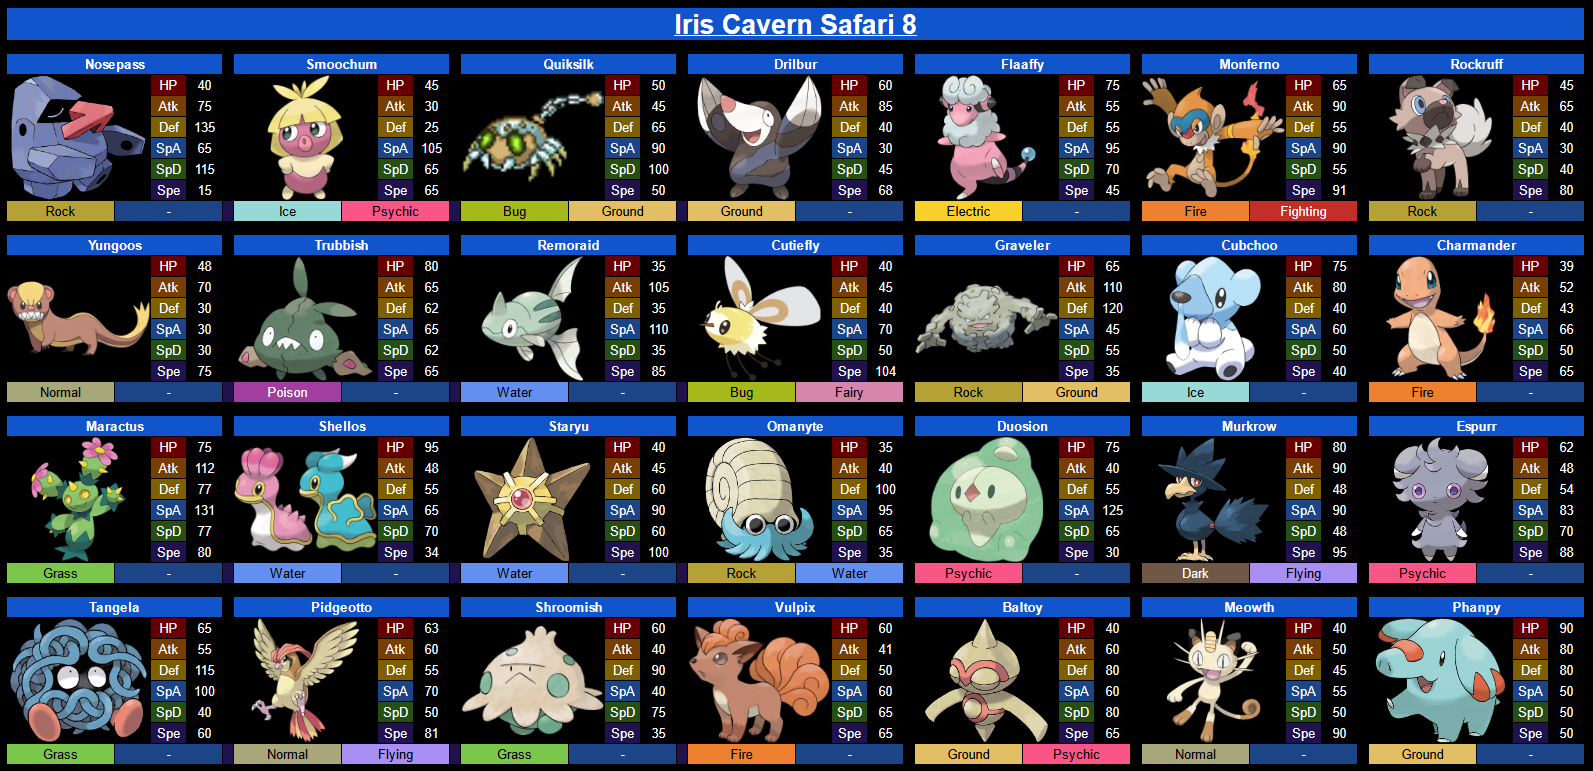 Iris Cavern Safari 8
Nosepass Smoochum Quiksilk Drilbur Flaaffy Monferno Rockruff
HP 40 HP 45 HP 50 HP 60 HP 75 HP 65 HP 45
Atk 75 Atk 30 Atk 45 Atk 85 Atk 55 Atk 90 Atk 65
Def 135 Def 25 Def 65 Def 40 Def 55 Def 55 Def 40
SpA 65 SpA 105 SpA 90 SpA 30 SpA 95 SpA 90 SpA 30
SpD 115 SpD 65 SpD 100 SpD 45 SpD 70 SpD 55 SpD 40
Spe 15 Spe 65 Spe 50 Spe 68 Spe 45 Spe 91 Spe 80
Rock - Ice Psychic Bug Ground Ground - Electric - Fire Fighting Rock -
Yungoos Trubbish Remoraid Cutiefly Graveler Cubchoo Charmander
HP 48 HP 80 HP 35 HP 40 HP 65 HP 75 HP 39
Atk 70 Atk 65 Atk 105 Atk 45 Atk 110 Atk 80 Atk 52
Def 30 Def 62 Def 35 Def 40 Def 120 Def 40 Def 43
SpA 30 SpA 65 SpA 110 SpA 70 SpA 45 SpA 60 SpA 66
SpD 30 SpD 62 SpD 35 SpD 50 SpD 55 SpD 50 SpD 50
Spe 75 Spe 65 Spe 85 Spe 104 Spe 35 Spe 40 Spe 65
Normal - Poison - Water - Bug Fairy Rock Ground Ice - Fire -
Maractus Shellos Staryu Omanyte Duosion Murkrow Espurr
HP 75 HP 95 HP 40 HP 35 HP 75 HP 80 HP 62
Atk 112 Atk 48 Atk 45 Atk 40 Atk 40 Atk 90 Atk 48
Def 77 Def 55 Def 60 Def 100 Def 55 Def 48 Def 54
SpA 131 SpA 65 SpA 90 SpA 95 SpA 125 SpA 90 SpA 83
SpD 77 SpD 70 SpD 60 SpD 65 SpD 65 SpD 48 SpD 70
Spe 80 Spe 34 Spe 100 Spe 35 Spe 30 Spe 95 Spe 88
Grass - Water - Water - Rock Water Psychic - Dark Flying Psychic -
Tangela Pidgeotto Shroomish Vulpix Baltoy Meowth Phanpy
HP 65 HP 63 HP 60 HP 60 HP 40 HP 40 HP 90
Atk 55 Atk 60 Atk 40 Atk 41 Atk 60 Atk 50 Atk 80
Def 115 Def 55 Def 90 Def 50 Def 80 Def 45 Def 80
SpA 100 SpA 70 SpA 40 SpA 60 SpA 60 SpA 55 SpA 50
SpD 40 SpD 50 SpD 75 SpD 65 SpD 80 SpD 50 SpD 50
Spe 60 Spe 81 Spe 35 Spe 65 Spe 65 Spe 90 Spe 50
Grass - Normal Flying Grass - Fire - Ground Psychic Normal - Ground -